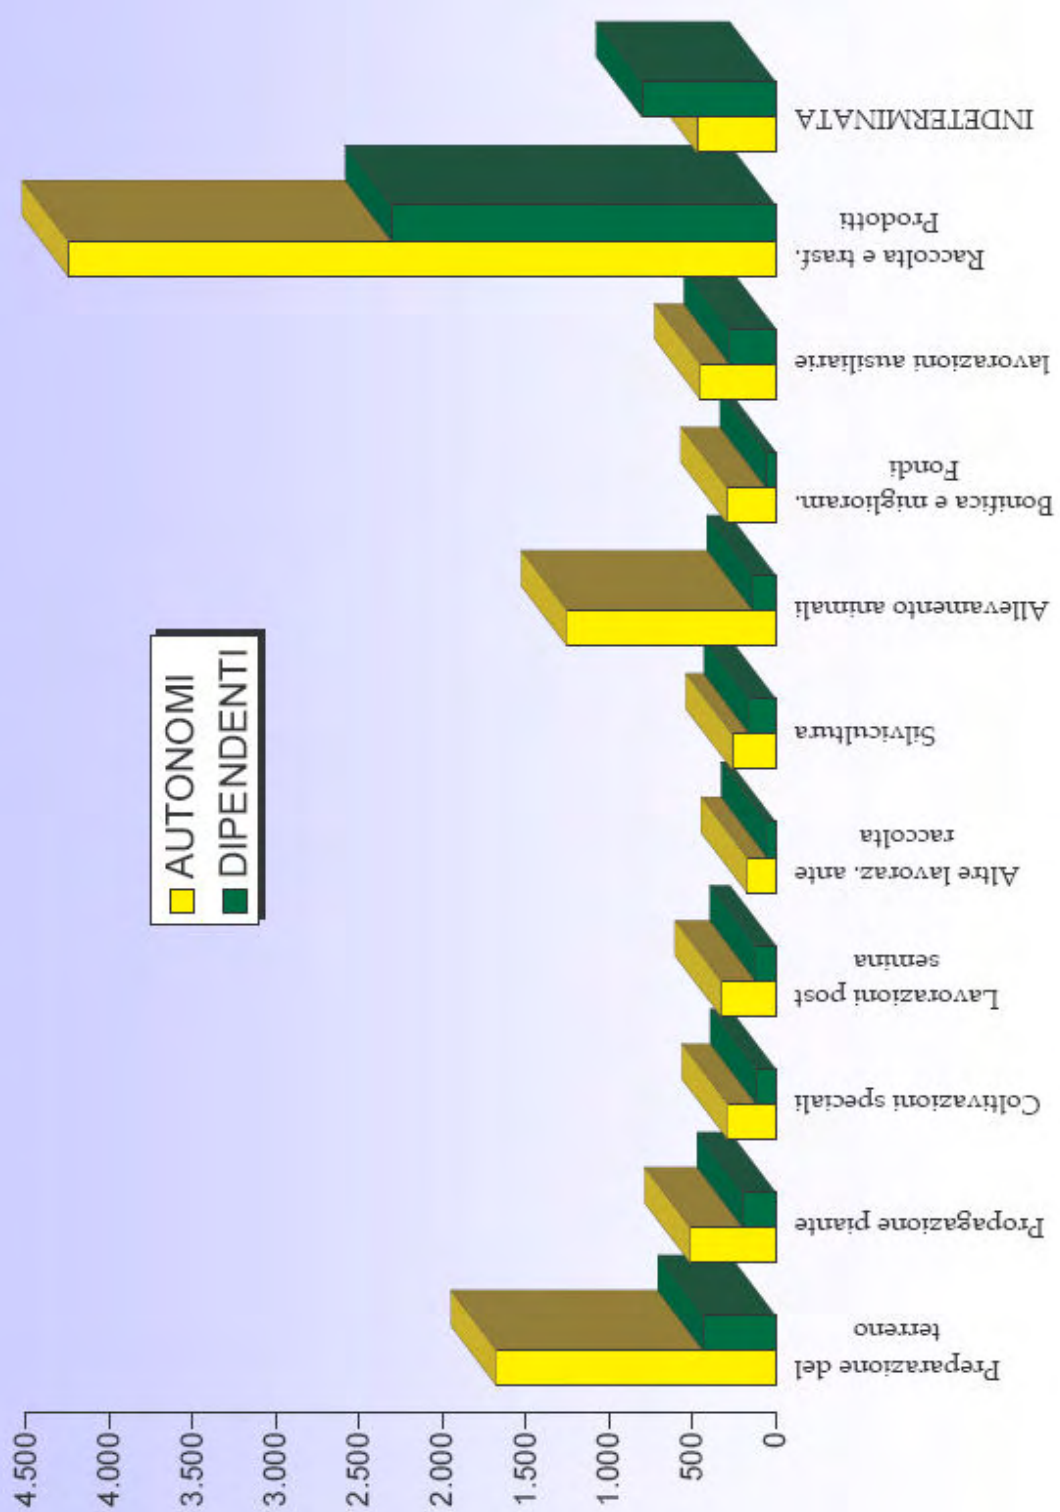 4.500
4.000
3.500
3.000
2.500
2.000
1.500
1.000
500
0
AUTONOMI
DIPENDENTI
Preparazione del
terreno
Propagazione piante
Coltivazioni speciali
Lavorazioni post
semina
Altre lavoraz. ante
raccolta
Silvicultura
Allevamento animali
Bonifica e miglioram.
Fondi
lavorazioni ausiliarie
Raccolta e trasf.
Prodotti
INDETERMINATA